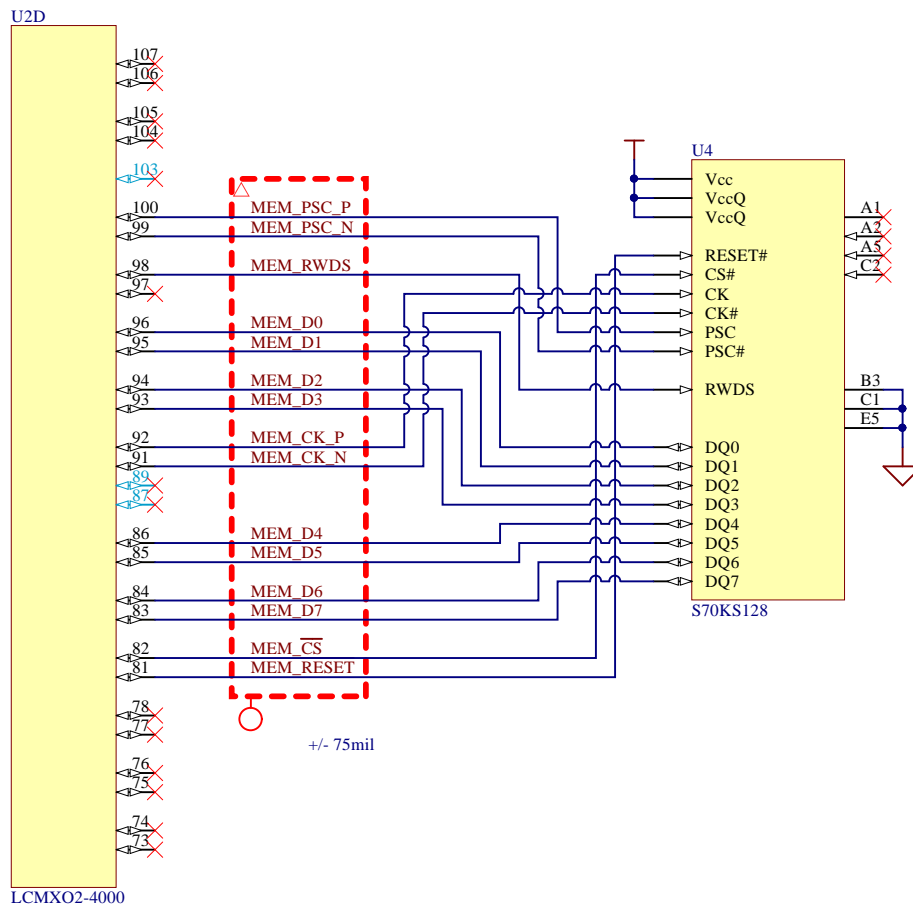 U2D
107
106
105
104
103
100 MEM_PSC_P
99 MEM_PSC_N
98 MEM_RWDS
97
96 MEM_D0
95 MEM_D1
94 MEM_D2
93 MEM_D3
92 MEM_CK_P
91 MEM_CK_N
89
87
86 MEM_D4
85 MEM_D5
84 MEM_D6
83 MEM_D7
82 MEM_C̅S̅
81 MEM_RESET
78
77
76
75
74
73
LCMXO2-4000
+/- 75mil
U4
Vcc
VccQ
VccQ A1
A2
RESET# A5
CS# C2
CK
CK#
PSC
PSC#
RWDS B3
C1
E5
DQ0
DQ1
DQ2
DQ3
DQ4
DQ5
DQ6
DQ7
S70KS128